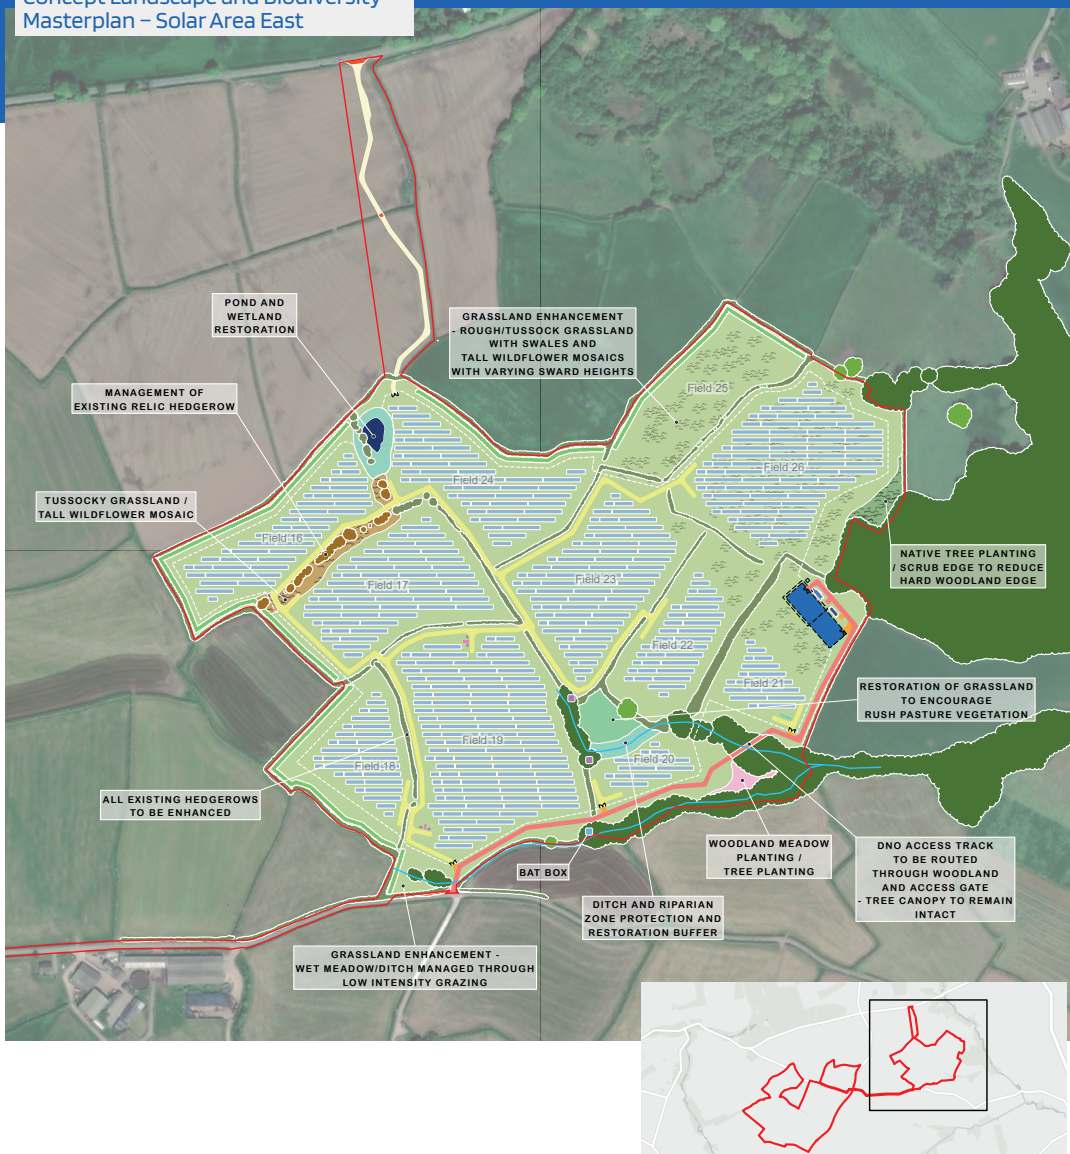 Concept Landscape and Biodiversity
Masterplan – Solar Area East
POND AND
WETLAND
RESTORATION
GRASSLAND ENHANCEMENT
- ROUGH/TUSSOCK GRASSLAND
WITH SWALES AND
TALL WILDFLOWER MOSAICS
WITH VARYING SWARD HEIGHTS
MANAGEMENT OF
EXISTING RELIC HEDGEROW
TUSSOCKY GRASSLAND /
TALL WILDFLOWER MOSAIC
Field 25
Field 26
Field 24
Field 16
Field 17
Field 23
Field 22
Field 21
Field 19
Field 18
Field 20
NATIVE TREE PLANTING
/ SCRUB EDGE TO REDUCE
HARD WOODLAND EDGE
RESTORATION OF GRASSLAND
TO ENCOURAGE
RUSH PASTURE VEGETATION
ALL EXISTING HEDGEROWS
TO BE ENHANCED
BAT BOX
WOODLAND MEADOW
PLANTING /
TREE PLANTING
DNO ACCESS TRACK
TO BE ROUTED
THROUGH WOODLAND
AND ACCESS GATE
- TREE CANOPY TO REMAIN
INTACT
DITCH AND RIPARIAN
ZONE PROTECTION AND
RESTORATION BUFFER
GRASSLAND ENHANCEMENT -
WET MEADOW/DITCH MANAGED THROUGH
LOW INTENSITY GRAZING